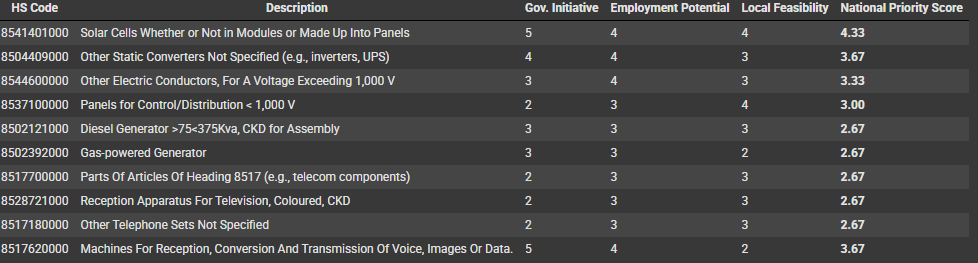 HS Code Description Gov. Initiative Employment Potential Local Feasibility National Priority Score
8541401000 Solar Cells Whether or Not in Modules or Made Up Into Panels 5 4 4 4.33
8504409000 Other Static Converters Not Specified (e.g., inverters, UPS) 4 4 3 3.67
8544600000 Other Electric Conductors, For A Voltage Exceeding 1,000 V 3 4 3 3.33
8537100000 Panels for Control/Distribution < 1,000 V 2 3 4 3.00
8502121000 Diesel Generator >75<375Kva, CKD for Assembly 3 3 3 2.67
8502392000 Gas-powered Generator 3 3 2 2.67
8517700000 Parts Of Articles Of Heading 8517 (e.g., telecom components) 2 3 3 2.67
8528721000 Reception Apparatus For Television, Coloured, CKD 2 3 3 2.67
8517180000 Other Telephone Sets Not Specified 2 3 3 2.67
8517620000 Machines For Reception, Conversion And Transmission Of Voice, Images Or Data. 5 4 2 3.67